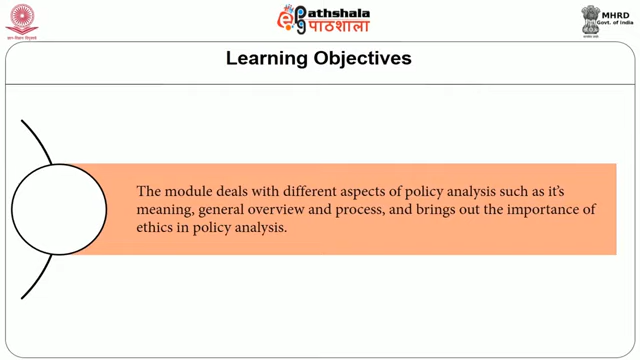 Pathshala
पाठशाला
MHRD
Govt. of India
Learning Objectives
The module deals with different aspects of policy analysis such as it's
meaning, general overview and process, and brings out the importance of
ethics in policy analysis.